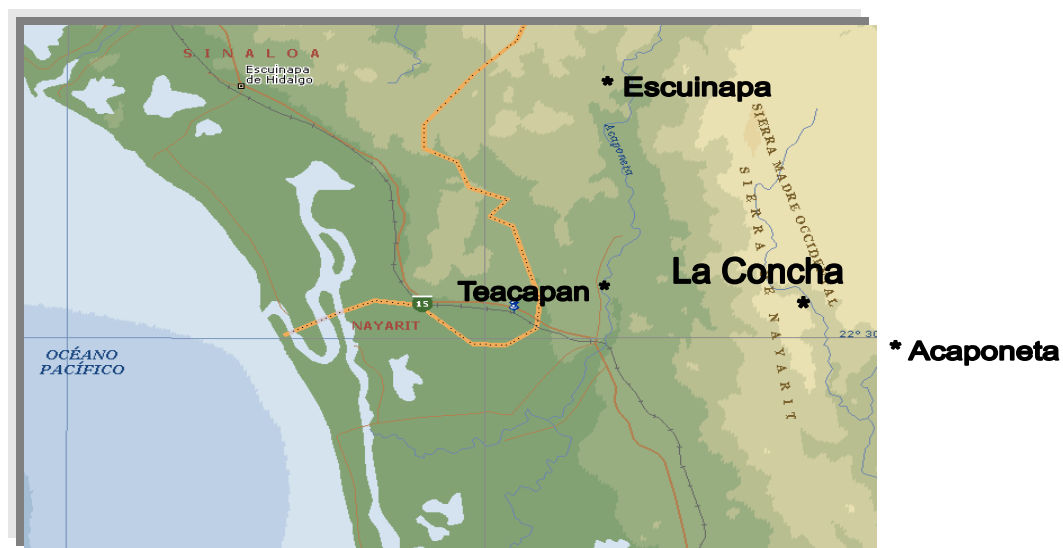 SINALOA
Escuinapa
de Hidalgo
* Escuinapa
Acaponeta
SIERRA MADRE OCCIDENTAL
SIERRA DE NAYARIT
La Concha
*
Teacapan *
15
NAYARIT
22° 30
OCÉANO
PACÍFICO
* Acaponeta